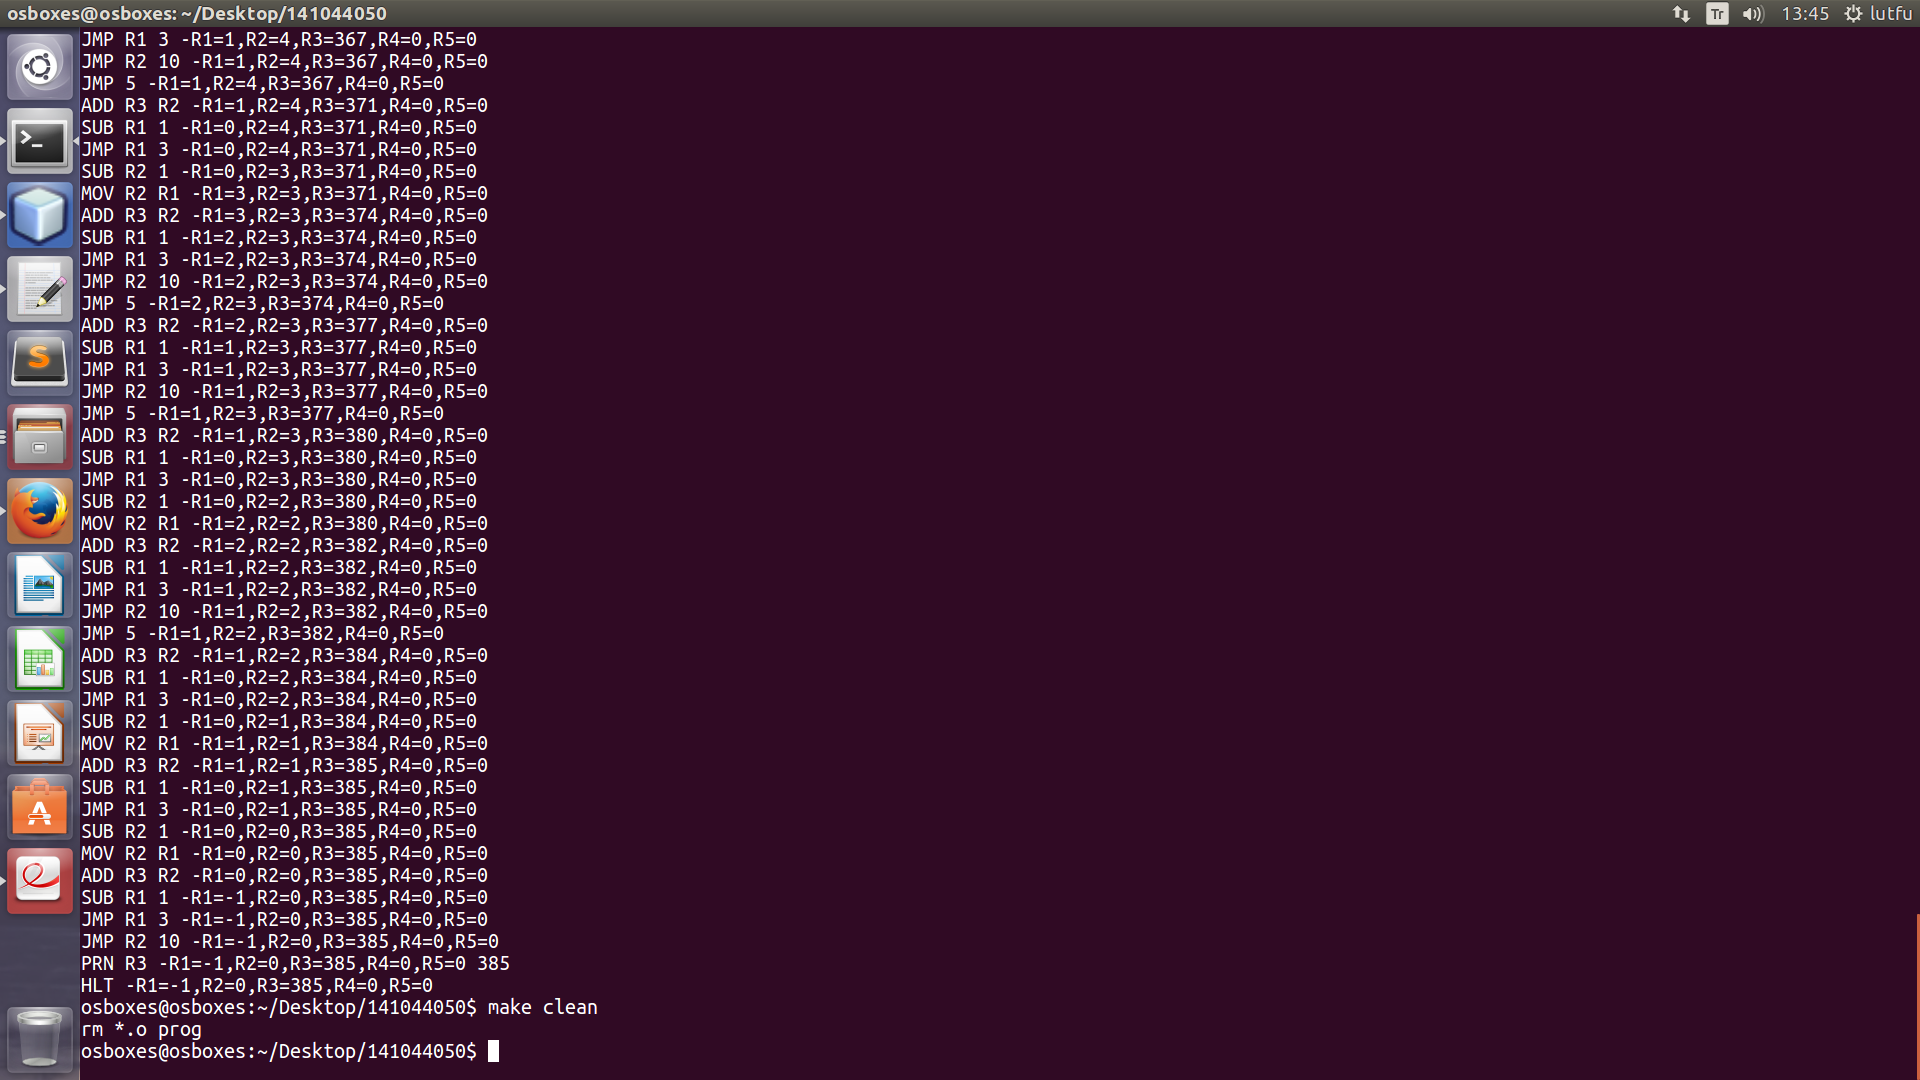 osboxes@osboxes: ~/Desktop/141044050 Tr 13:45 lutfu
JMP R1 3 -R1=1,R2=4,R3=367,R4=0,R5=0
JMP R2 10 -R1=1,R2=4,R3=367,R4=0,R5=0
JMP 5 -R1=1,R2=4,R3=367,R4=0,R5=0
ADD R3 R2 -R1=1,R2=4,R3=371,R4=0,R5=0
SUB R1 1 -R1=0,R2=4,R3=371,R4=0,R5=0
JMP R1 3 -R1=0,R2=4,R3=371,R4=0,R5=0
SUB R2 1 -R1=0,R2=3,R3=371,R4=0,R5=0
MOV R2 R1 -R1=3,R2=3,R3=371,R4=0,R5=0
ADD R3 R2 -R1=3,R2=3,R3=374,R4=0,R5=0
SUB R1 1 -R1=2,R2=3,R3=374,R4=0,R5=0
JMP R1 3 -R1=2,R2=3,R3=374,R4=0,R5=0
JMP R2 10 -R1=2,R2=3,R3=374,R4=0,R5=0
JMP 5 -R1=2,R2=3,R3=374,R4=0,R5=0
ADD R3 R2 -R1=2,R2=3,R3=377,R4=0,R5=0
SUB R1 1 -R1=1,R2=3,R3=377,R4=0,R5=0
JMP R1 3 -R1=1,R2=3,R3=377,R4=0,R5=0
JMP R2 10 -R1=1,R2=3,R3=377,R4=0,R5=0
JMP 5 -R1=1,R2=3,R3=377,R4=0,R5=0
ADD R3 R2 -R1=1,R2=3,R3=380,R4=0,R5=0
SUB R1 1 -R1=0,R2=3,R3=380,R4=0,R5=0
JMP R1 3 -R1=0,R2=3,R3=380,R4=0,R5=0
SUB R2 1 -R1=0,R2=2,R3=380,R4=0,R5=0
MOV R2 R1 -R1=2,R2=2,R3=380,R4=0,R5=0
ADD R3 R2 -R1=2,R2=2,R3=382,R4=0,R5=0
SUB R1 1 -R1=1,R2=2,R3=382,R4=0,R5=0
JMP R1 3 -R1=1,R2=2,R3=382,R4=0,R5=0
JMP R2 10 -R1=1,R2=2,R3=382,R4=0,R5=0
JMP 5 -R1=1,R2=2,R3=382,R4=0,R5=0
ADD R3 R2 -R1=1,R2=2,R3=384,R4=0,R5=0
SUB R1 1 -R1=0,R2=2,R3=384,R4=0,R5=0
JMP R1 3 -R1=0,R2=2,R3=384,R4=0,R5=0
SUB R2 1 -R1=0,R2=1,R3=384,R4=0,R5=0
MOV R2 R1 -R1=1,R2=1,R3=384,R4=0,R5=0
ADD R3 R2 -R1=1,R2=1,R3=385,R4=0,R5=0
SUB R1 1 -R1=0,R2=1,R3=385,R4=0,R5=0
JMP R1 3 -R1=0,R2=1,R3=385,R4=0,R5=0
SUB R2 1 -R1=0,R2=0,R3=385,R4=0,R5=0
MOV R2 R1 -R1=0,R2=0,R3=385,R4=0,R5=0
ADD R3 R2 -R1=0,R2=0,R3=385,R4=0,R5=0
SUB R1 1 -R1=-1,R2=0,R3=385,R4=0,R5=0
JMP R1 3 -R1=-1,R2=0,R3=385,R4=0,R5=0
JMP R2 10 -R1=-1,R2=0,R3=385,R4=0,R5=0
PRN R3 -R1=-1,R2=0,R3=385,R4=0,R5=0 385
HLT -R1=-1,R2=0,R3=385,R4=0,R5=0
osboxes@osboxes:~/Desktop/141044050$ make clean
rm *.o prog
osboxes@osboxes:~/Desktop/141044050$